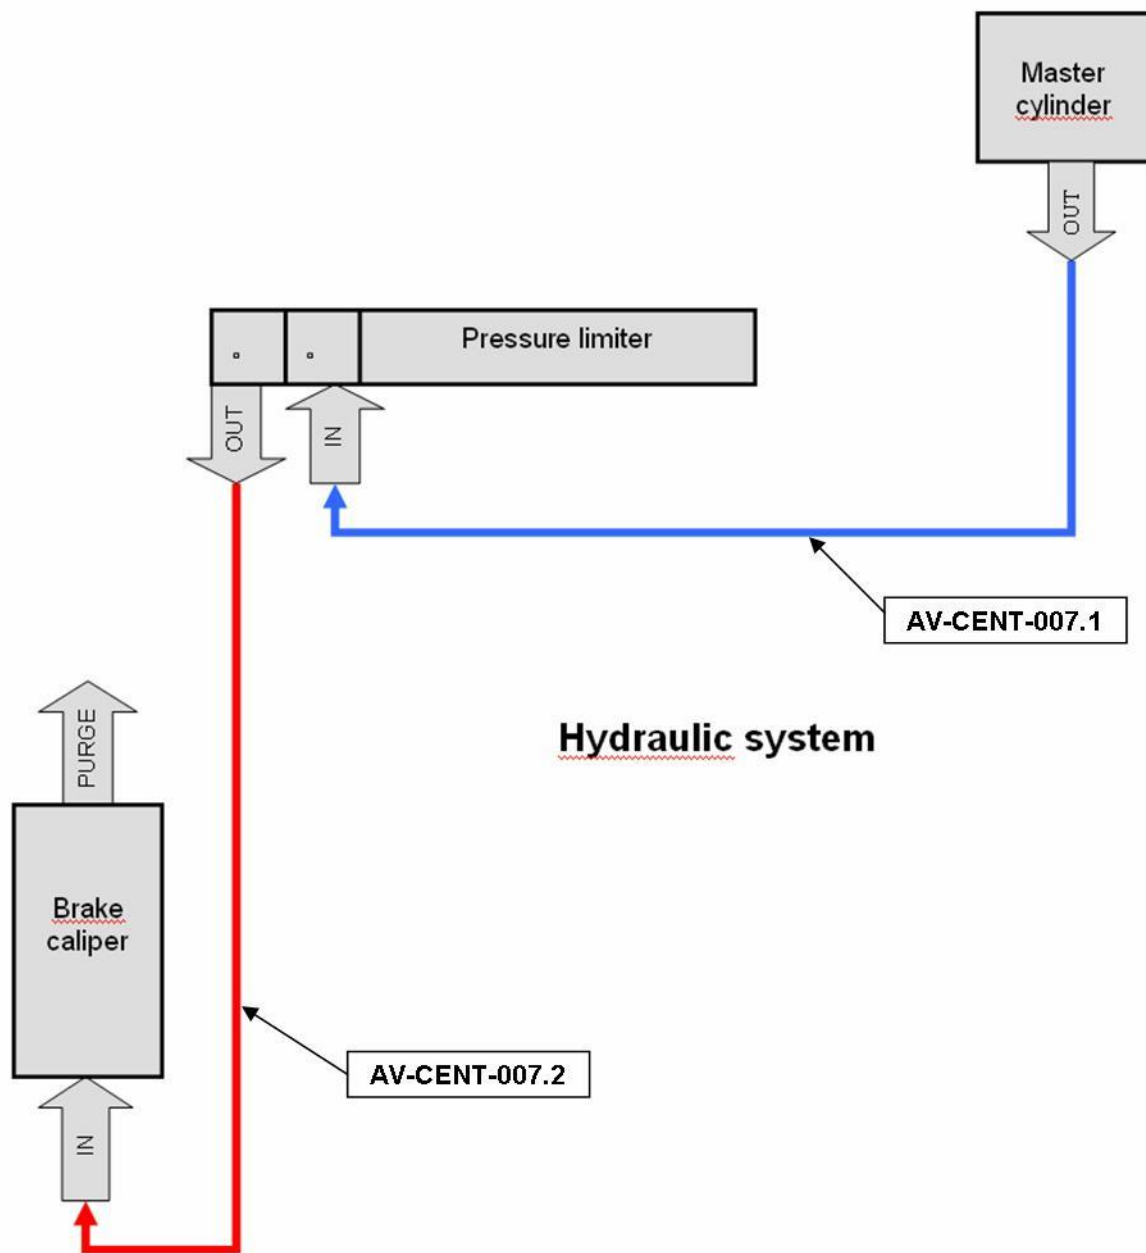 Master
cylinder
OUT
Pressure limiter
OUT
IN
AV-CENT-007.1
PURGE
Hydraulic system
Brake
caliper
AV-CENT-007.2
IN